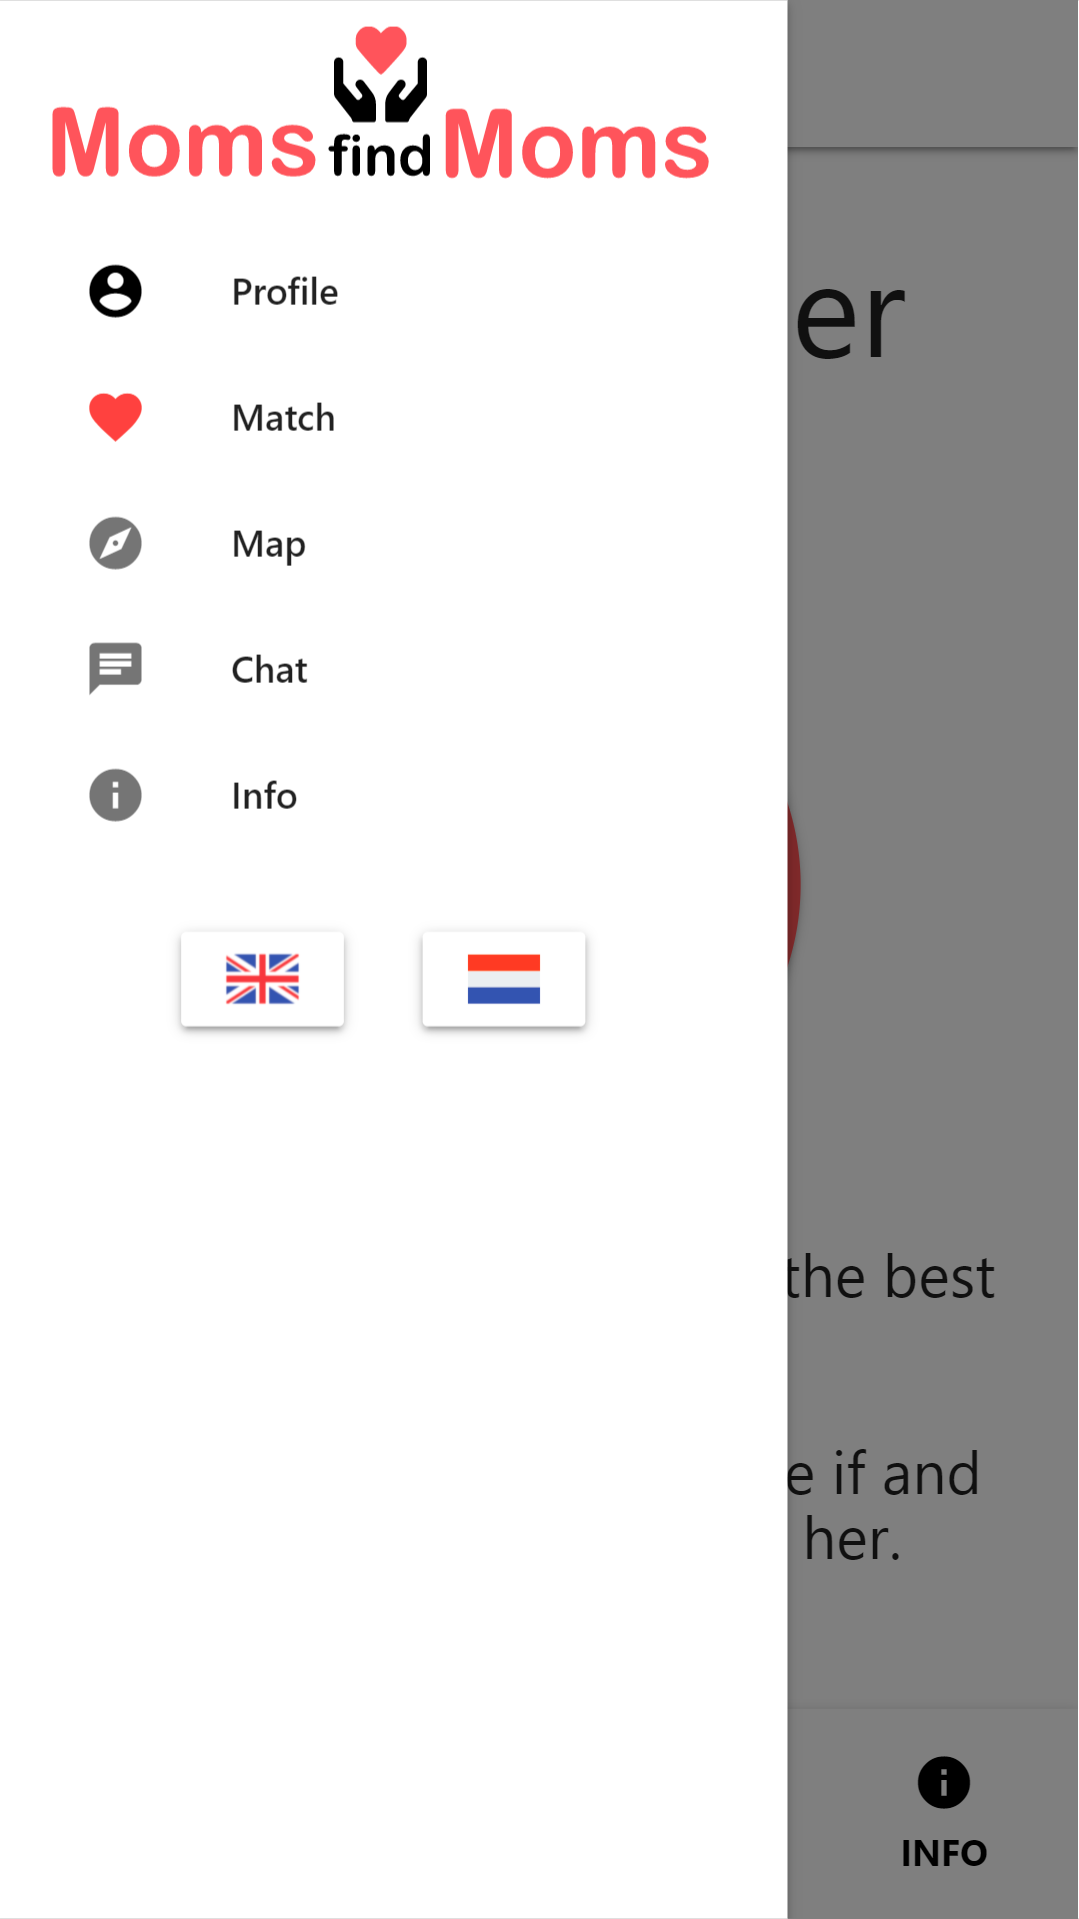 Moms find Moms
Profile
Match
Map
Chat
Info
er
the best
e if and
her.
INFO